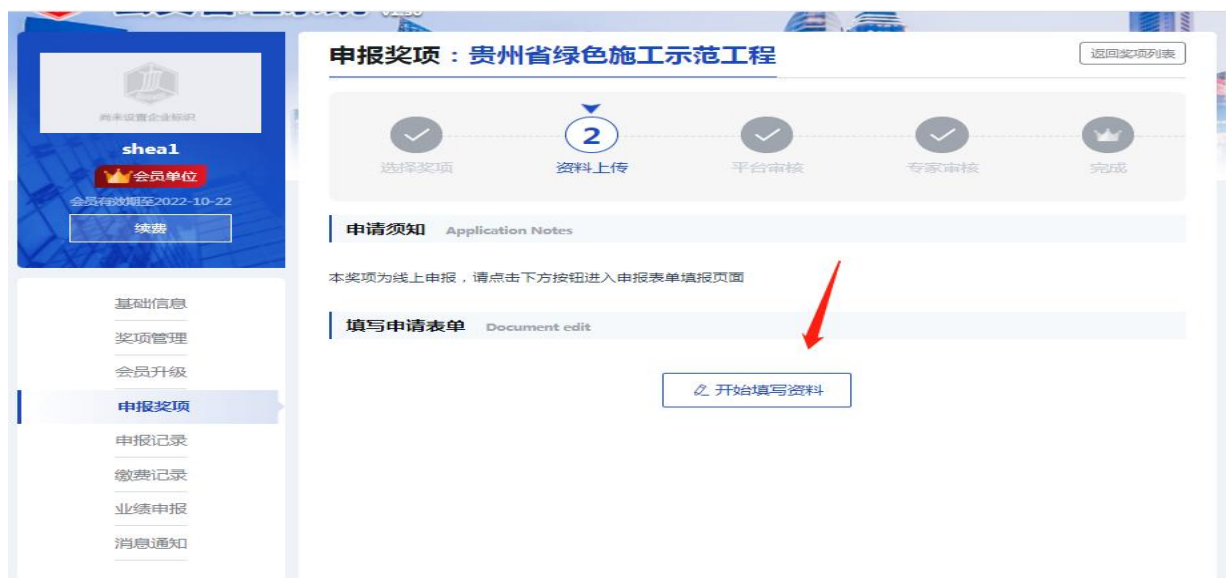 申报奖项：贵州省绿色施工示范工程
返回奖项列表
尚未设置企业标识
shea1
会员单位
会员有效期至2022-10-22
续费
2
选择奖项
资料上传
平台审核
专家审核
完成
申请须知 Application Notes
本奖项为线上申报，请点击下方按钮进入申报表单填报页面
填写申请表单 Document edit
开始填写资料
基础信息
奖项管理
会员升级
申报奖项
申报记录
缴费记录
业绩申报
消息通知